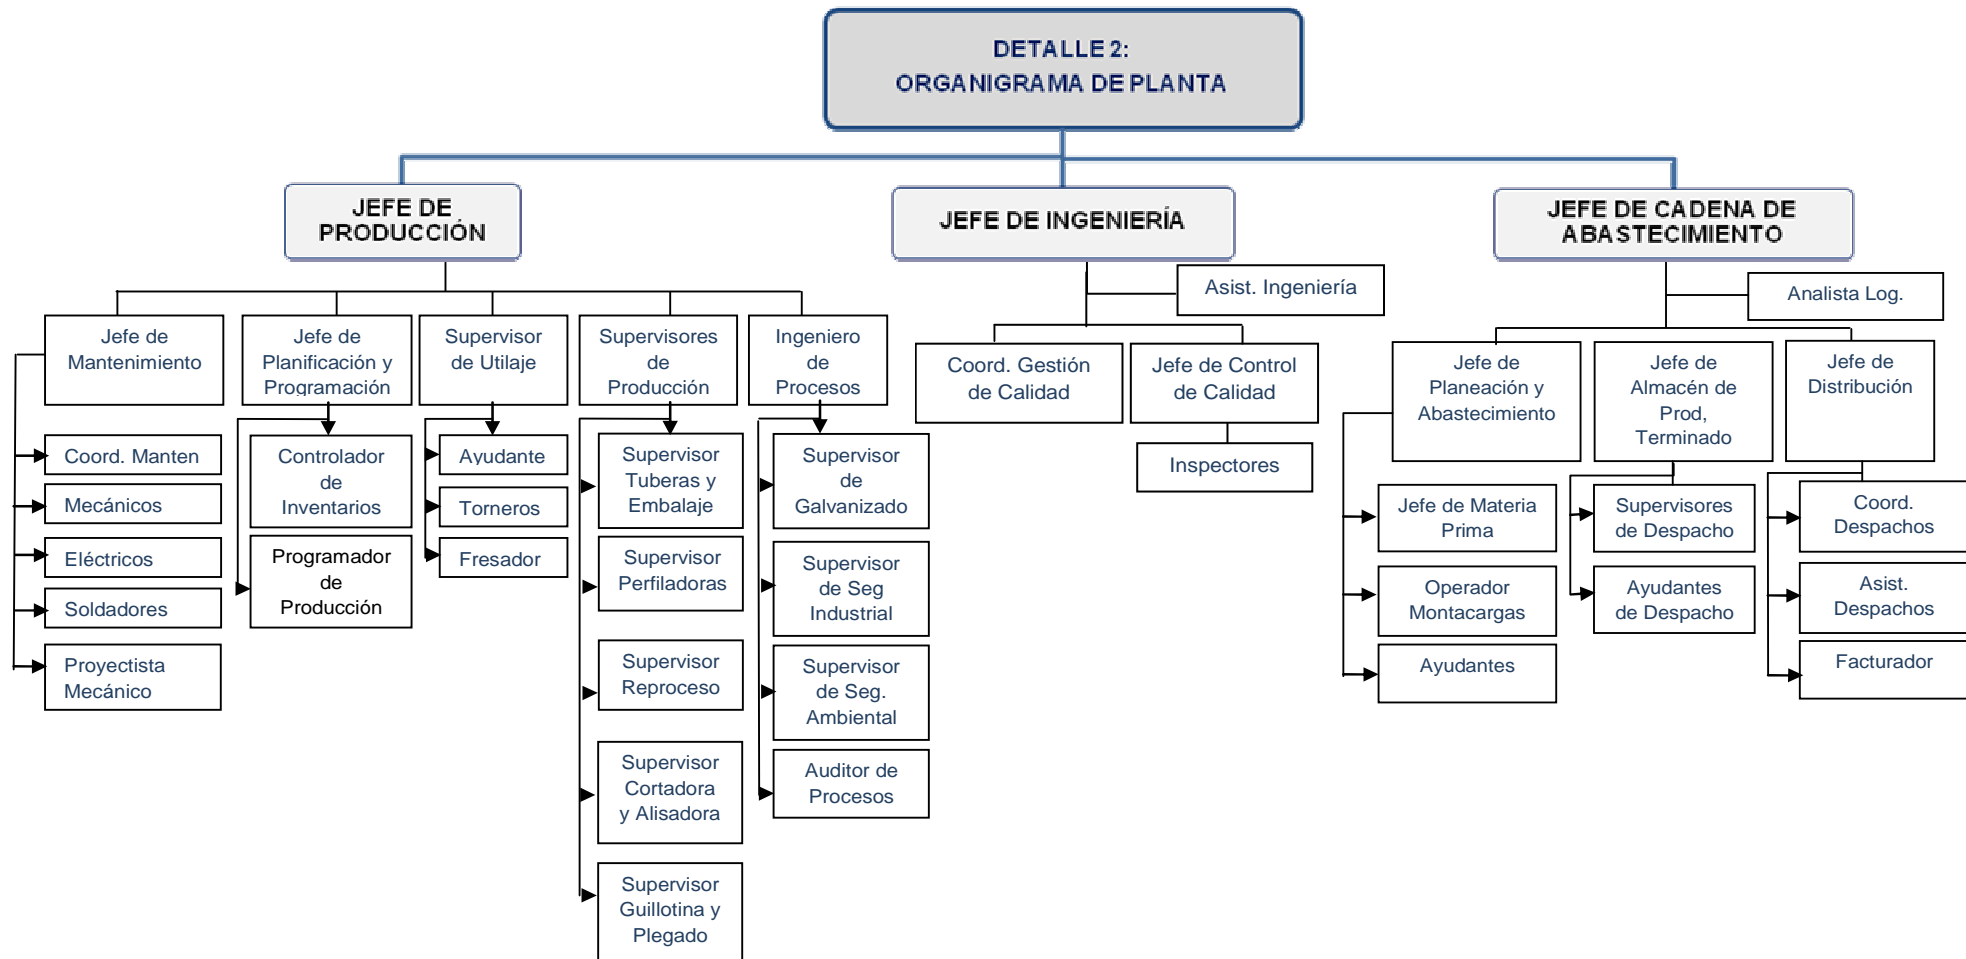 DETALLE 2:
ORGANIGRAMA DE PLANTA
JEFE DE
PRODUCCIÓN
JEFE DE INGENIERÍA
JEFE DE CADENA DE
ABASTECIMIENTO
Asist. Ingeniería
Analista Log.
Jefe de
Mantenimiento
Jefe de
Planificación y
Programación
Supervisor
de Utilaje
Supervisores
de
Producción
Ingeniero
de
Procesos
Coord. Gestión
de Calidad
Jefe de Control
de Calidad
Jefe de
Planeación y
Abastecimiento
Jefe de
Almacén de
Prod,
Terminado
Jefe de
Distribución
Coord. Manten
Mecánicos
Eléctricos
Soldadores
Proyectista
Mecánico
Controlador
de
Inventarios
Programador
de
Producción
Ayudante
Torneros
Fresador
Supervisor
Tuberas y
Embalaje
Supervisor
Perfiladoras
Supervisor
Reproceso
Supervisor
Cortadora
y Alisadora
Supervisor
Guillotina y
Plegado
Supervisor
de
Galvanizado
Supervisor
de Seg
Industrial
Supervisor
de Seg.
Ambiental
Auditor de
Procesos
Inspectores
Jefe de Materia
Prima
Operador
Montacargas
Ayudantes
Supervisores
de Despacho
Ayudantes
de Despacho
Coord.
Despachos
Asist.
Despachos
Facturador